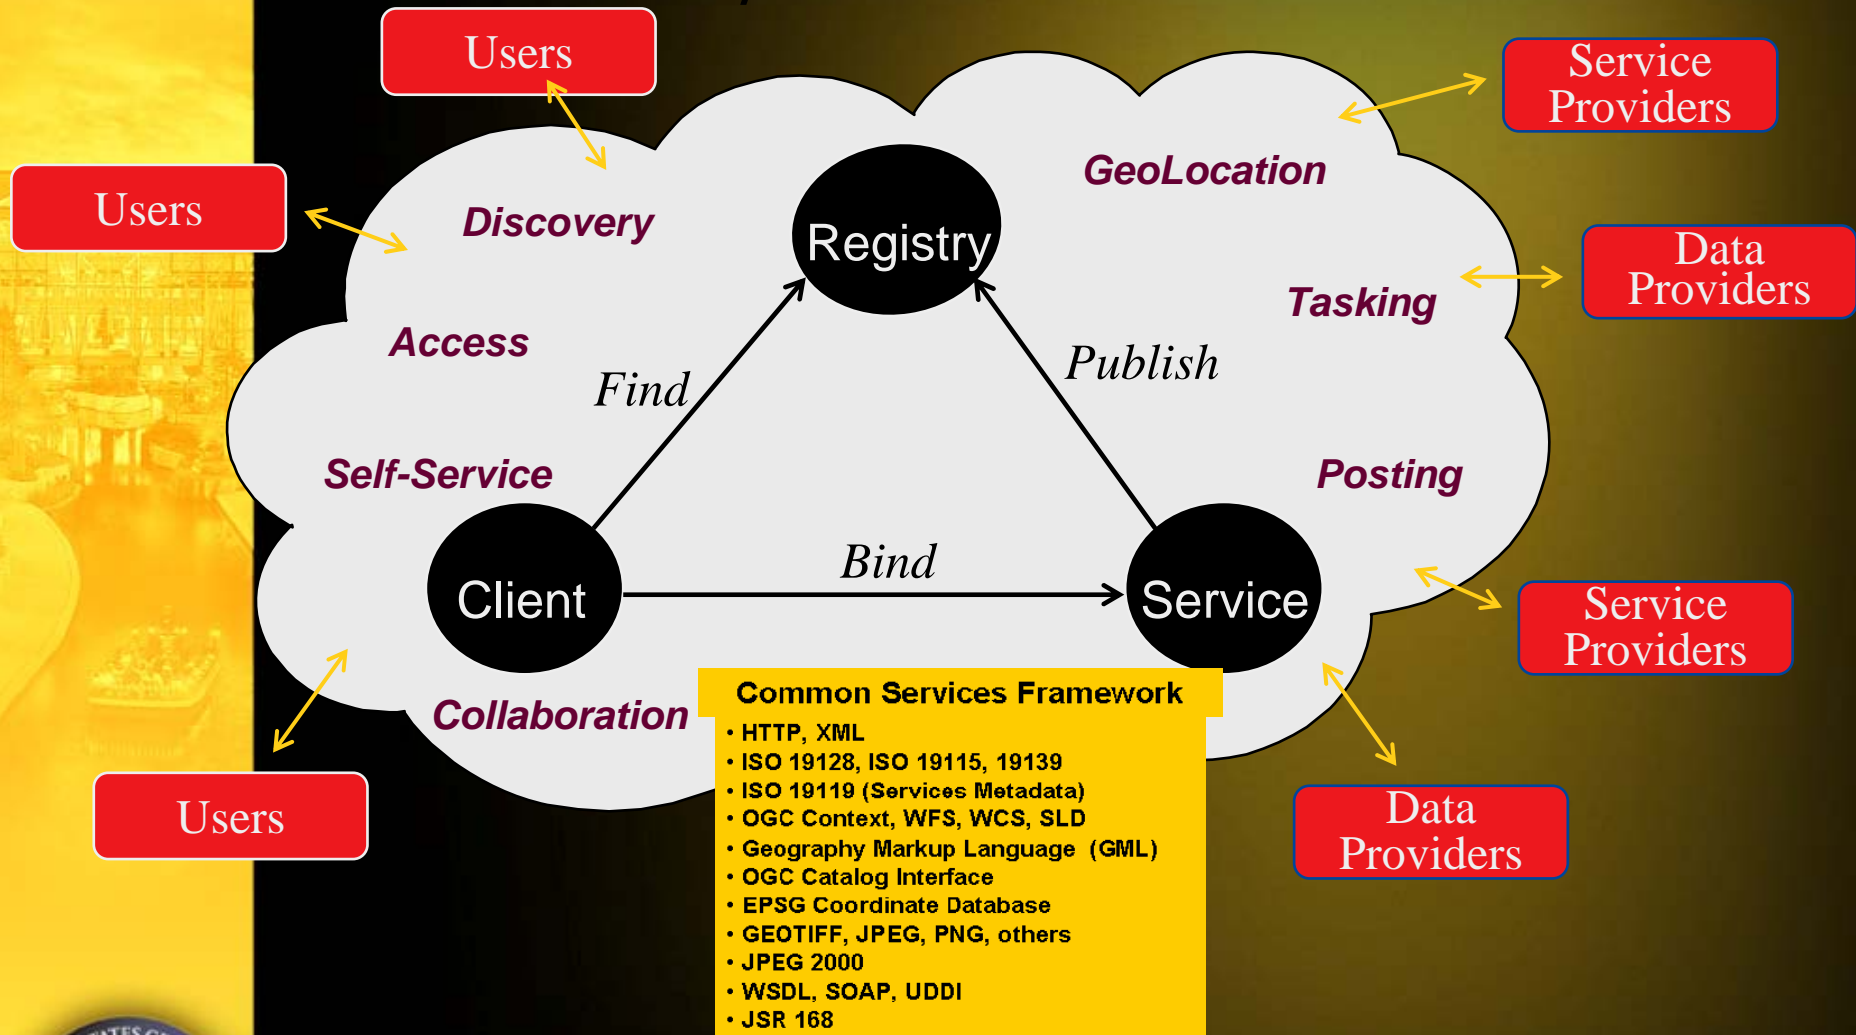 Users
Service
Providers
Users
GeoLocation
Discovery
Registry
Data
Providers
Tasking
Access
Find
Publish
Self-Service
Posting
Bind
Client
Service
Service
Providers
Collaboration
Users
Data
Providers
Common Services Framework
• HTTP, XML
• ISO 19128, ISO 19115, 19139
• ISO 19119 (Services Metadata)
• OGC Context, WFS, WCS, SLD
• Geography Markup Language (GML)
• OGC Catalog Interface
• EPSG Coordinate Database
• GEOTIFF, JPEG, PNG, others
• JPEG 2000
• WSDL, SOAP, UDDI
• JSR 168